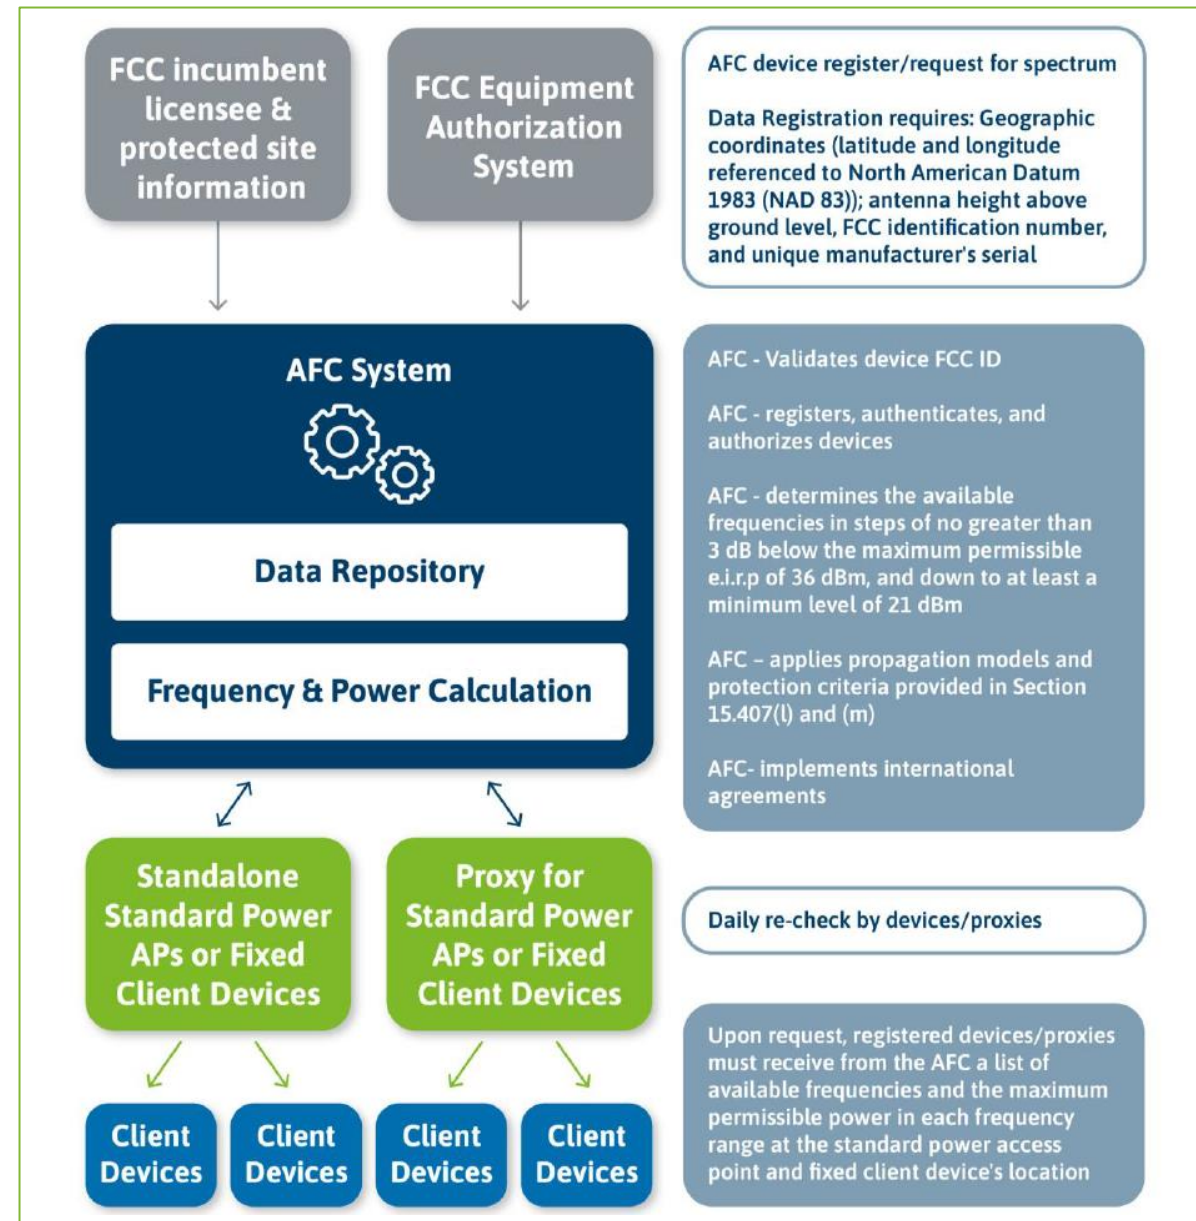 FCC incumbent
licensee &
protected site
information
FCC Equipment
Authorization
System
AFC device register/request for spectrum
Data Registration requires: Geographic
coordinates (latitude and longitude
referenced to North American Datum
1983 (NAD 83)); antenna height above
ground level, FCC identification number,
and unique manufacturer's serial
AFC System
Data Repository
Frequency & Power Calculation
AFC - Validates device FCC ID
AFC - registers, authenticates, and
authorizes devices
AFC - determines the available
frequencies in steps of no greater than
3 dB below the maximum permissible
e.i.r.p of 36 dBm, and down to at least a
minimum level of 21 dBm
AFC – applies propagation models and
protection criteria provided in Section
15.407(l) and (m)
AFC- implements international
agreements
Standalone
Standard Power
APs or Fixed
Client Devices
Proxy for
Standard Power
APs or Fixed
Client Devices
Daily re-check by devices/proxies
Client
Devices
Client
Devices
Client
Devices
Client
Devices
Upon request, registered devices/proxies
must receive from the AFC a list of
available frequencies and the maximum
permissible power in each frequency
range at the standard power access
point and fixed client device's location